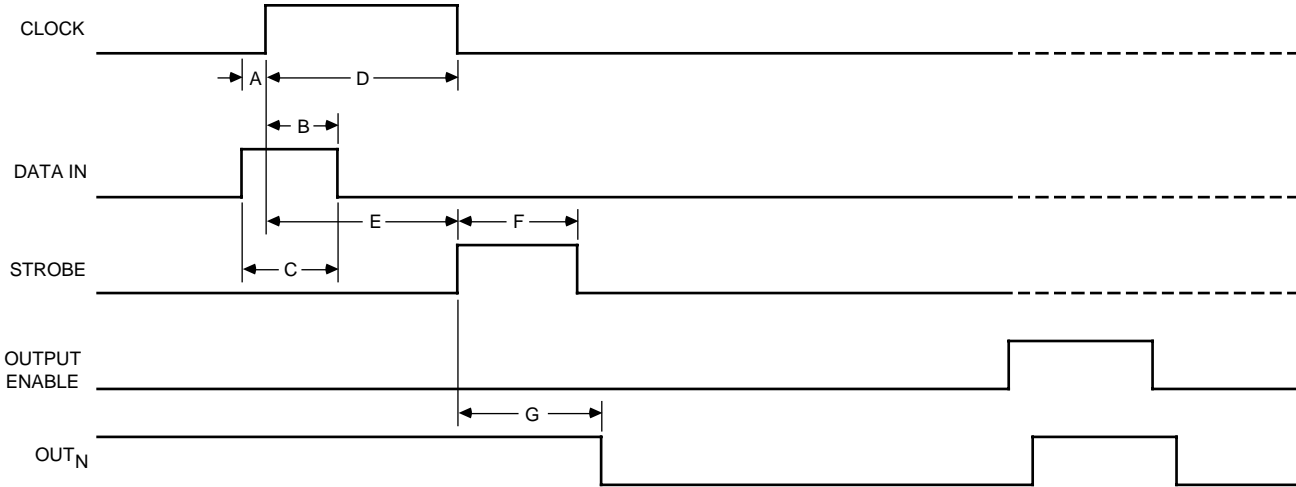 CLOCK
A D
B
DATA IN
E F
C
STROBE
OUTPUT
ENABLE
G
OUTN